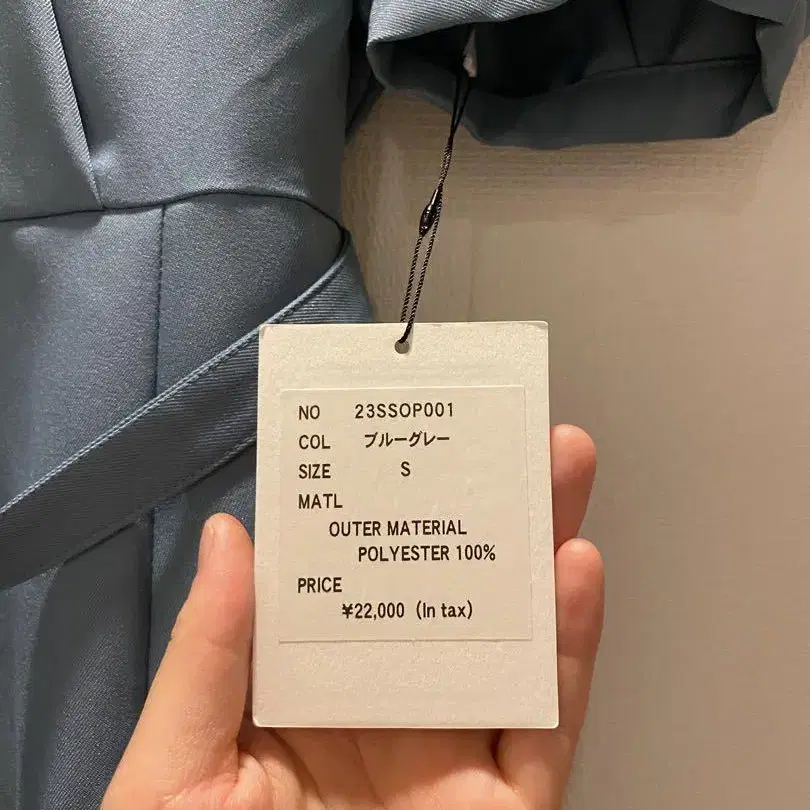 NO 23SSOP001
COL ブルーグレー
SIZE S
MATL
OUTER MATERIAL
POLYESTER 100%
PRICE
¥22,000 (In tax)